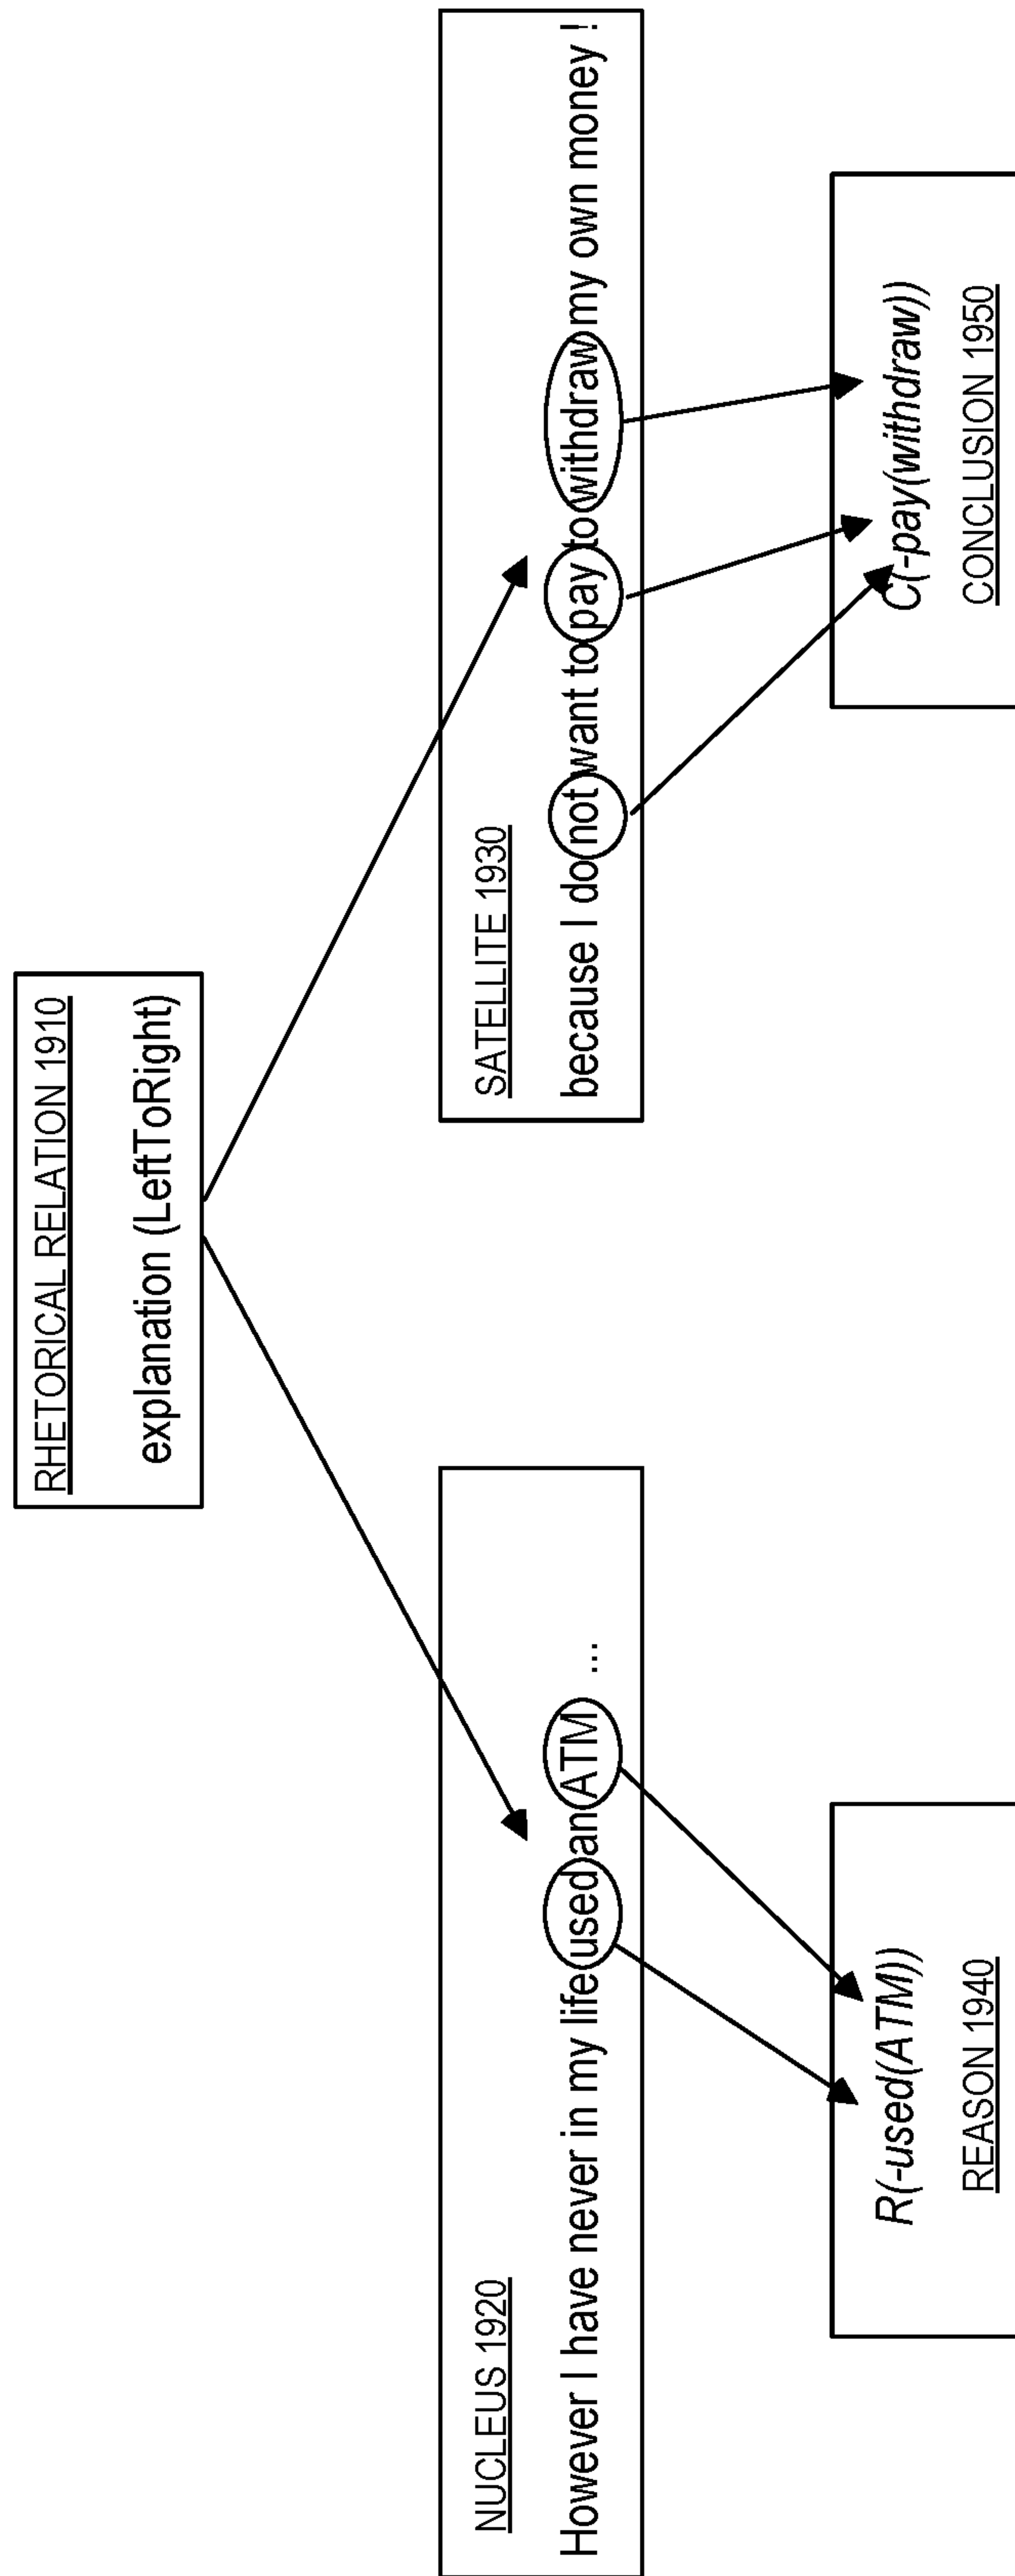 RHETORICAL RELATION 1910
explanation (LeftToRight)
NUCLEUS 1920
However I have never in my life used an ATM ...
SATELLITE 1930
because I do not want to pay to withdraw my own money !
R(-used(ATM))
REASON 1940
C(-pay(withdraw))
CONCLUSION 1950